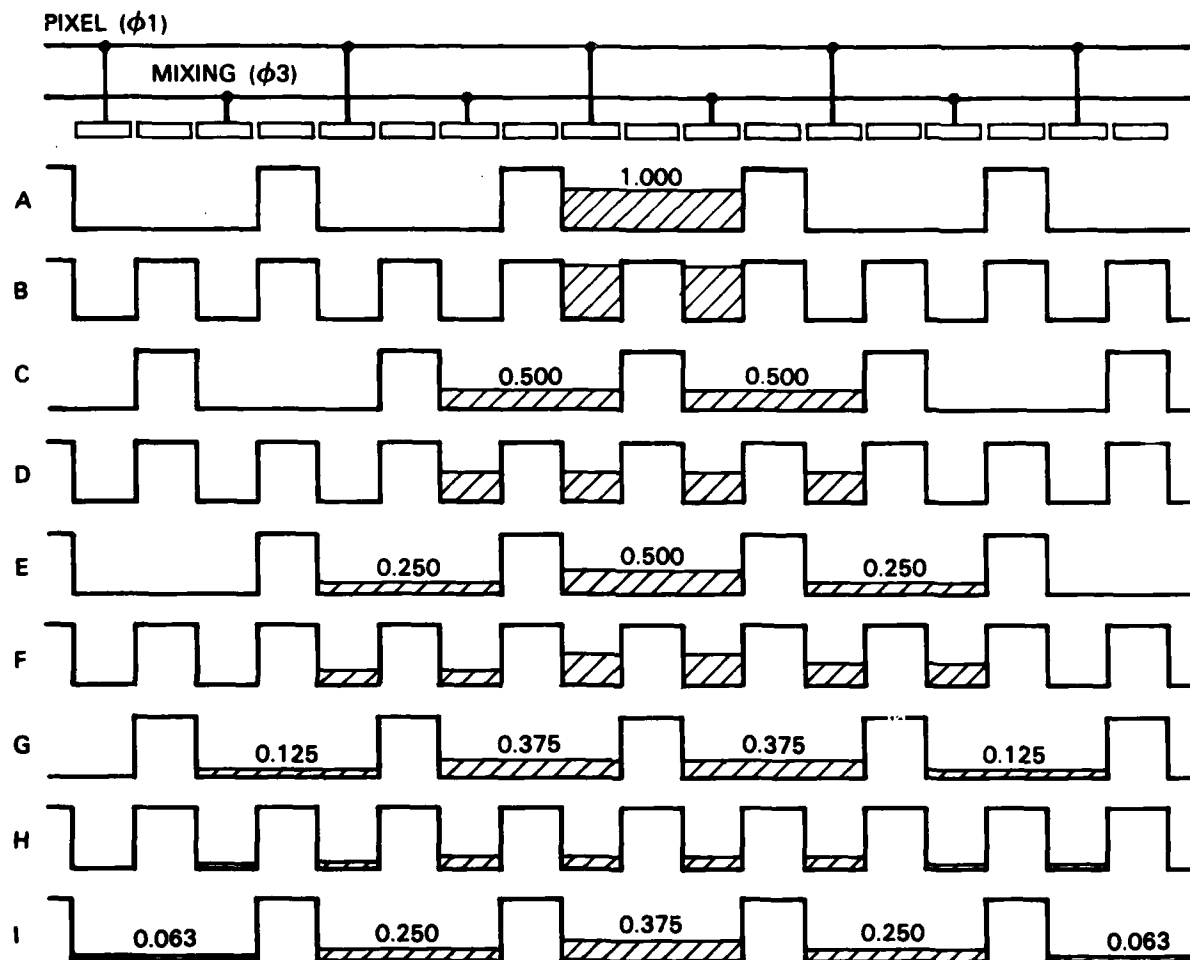 PIXEL (ϕ1)
MIXING (ϕ3)
A 1.000
B
C 0.500 0.500
D
E 0.250 0.500 0.250
F
G 0.125 0.375 0.375 0.125
H
I 0.063 0.250 0.375 0.250 0.063